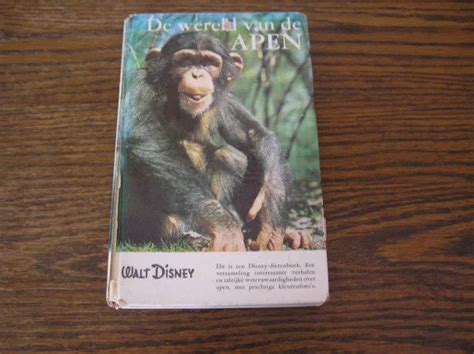 De wereld van de
APEN
WALT DISNEY
Dit is een Disney-dierenboek. Een
verzameling interessante verhalen
en talrijke wetenswaardigheden over
apen, met prachtige kleurenfoto's.